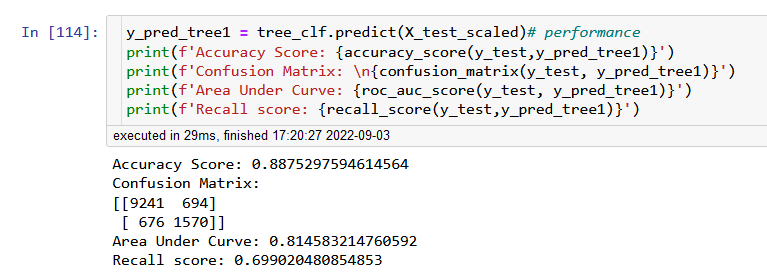 In [114]: y_pred_tree1 = tree_clf.predict(X_test_scaled)# performance
print(f'Accuracy Score: {accuracy_score(y_test,y_pred_tree1)}')
print(f'Confusion Matrix: \n{confusion_matrix(y_test, y_pred_tree1)}')
print(f'Area Under Curve: {roc_auc_score(y_test, y_pred_tree1)}')
print(f'Recall score: {recall_score(y_test,y_pred_tree1)}')
executed in 29ms, finished 17:20:27 2022-09-03
Accuracy Score: 0.8875297594614564
Confusion Matrix:
[[9241  694]
 [ 676 1570]]
Area Under Curve: 0.814583214760592
Recall score: 0.699020480854853